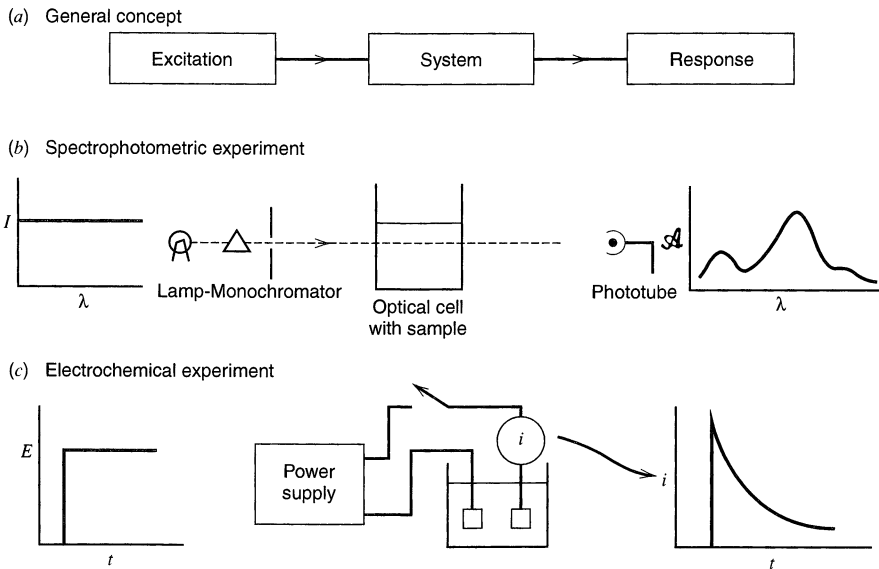 (a) General concept
Excitation
System
Response
(b) Spectrophotometric experiment
I
λ
Lamp-Monochromator
Optical cell
with sample
Phototube
𝒜
λ
(c) Electrochemical experiment
E
t
Power
supply
i
i
t